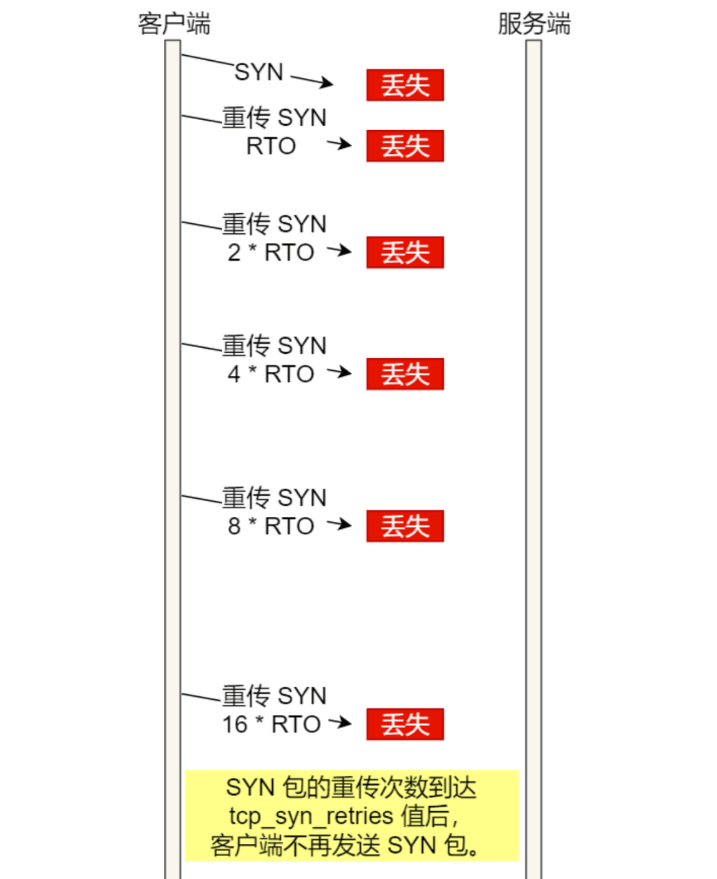 客户端
服务端
SYN
丢失
重传 SYN
RTO
丢失
重传 SYN
2 * RTO
丢失
重传 SYN
4 * RTO
丢失
重传 SYN
8 * RTO
丢失
重传 SYN
16 * RTO
丢失
SYN 包的重传次数到达
tcp_syn_retries 值后，
客户端不再发送 SYN 包。